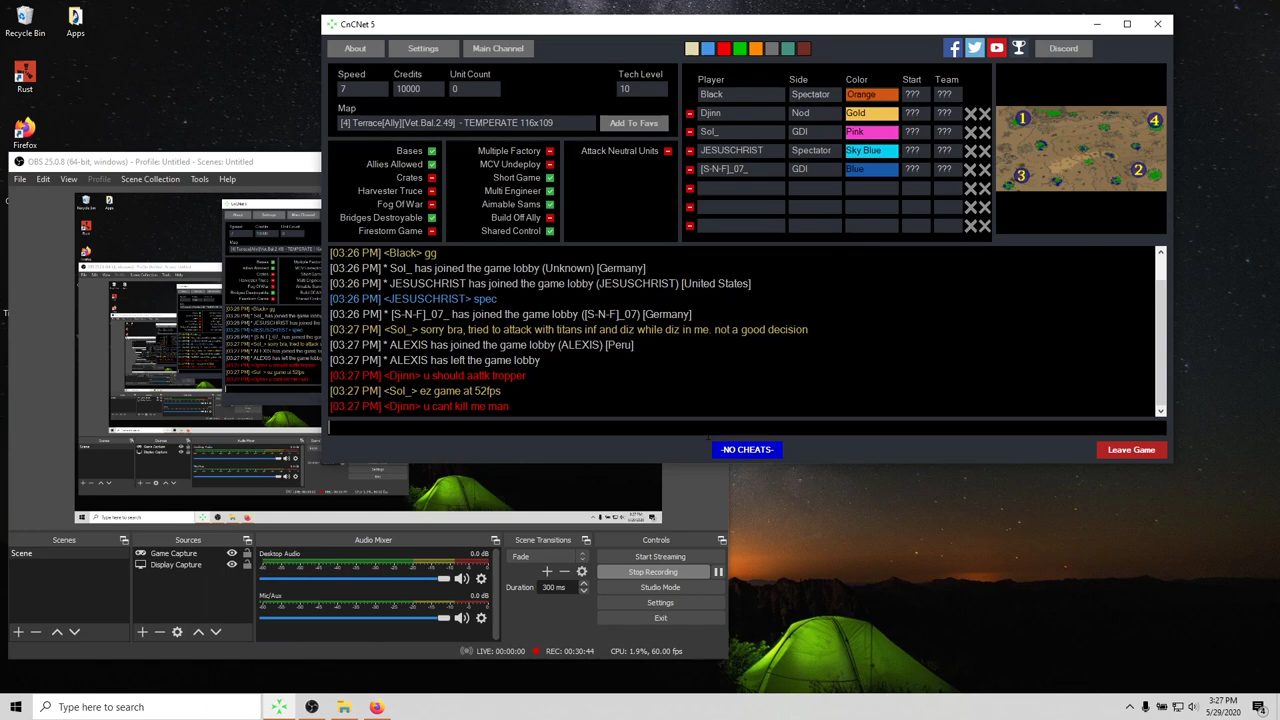 Recycle Bin
Apps
Rust
Firefox
CnCNet 5
About
Settings
Main Channel
Discord
Speed
Credits
Unit Count
Tech Level
7
10000
0
10
Map
[4] Terrace[Ally][Vet.Bal.2.49] - TEMPERATE 116x109
Add To Favs
Bases
Allies Allowed
Crates
Harvester Truce
Fog Of War
Bridges Destroyable
Firestorm Game
Multiple Factory
MCV Undeploy
Short Game
Multi Engineer
Aimable Sams
Build Off Ally
Shared Control
Attack Neutral Units
Player Side Color Start Team
Black Spectator Orange ??? ???
Djinn Nod Gold ??? ???
Sol_ GDI Pink ??? ???
JESUSCHRIST Spectator Sky Blue ??? ???
[S-N-F]_07_ GDI Blue ??? ???
1
4
3
2
[03:26 PM] <Black> gg
[03:26 PM] * Sol_ has joined the game lobby (Unknown) [Germany]
[03:26 PM] * JESUSCHRIST has joined the game lobby (JESUSCHRIST) [United States]
[03:26 PM] <JESUSCHRIST> spec
[03:26 PM] * [S-N-F]_07_ has joined the game lobby ([S-N-F]_07) [Germany]
[03:27 PM] <Sol_> sorry bra, tried to attack with titans int and diz while diz in me, not a good decision
[03:27 PM] * ALEXIS has joined the game lobby (ALEXIS) [Peru]
[03:27 PM] * ALEXIS has left the game lobby
[03:27 PM] <Djinn> u should aatlk tropper
[03:27 PM] <Sol_> ez game at 52fps
[03:27 PM] <Djinn> u cant kill me man
-NO CHEATS-
Leave Game
OBS 25.0.8 (64-bit, windows) - Profile: Untitled - Scenes: Untitled
File Edit View Profile Scene Collection Tools Help
Scenes
Scene
Sources
Game Capture
Display Capture
Audio Mixer
Desktop Audio
0.0 dB
Mic/Aux
0.0 dB
Scene Transitions
Fade
Duration 300 ms
Controls
Start Streaming
Stop Recording
Studio Mode
Settings
Exit
LIVE: 00:00:00
REC: 00:30:44
CPU: 1.9%, 60.00 fps
Type here to search
3:27 PM
5/29/2020
4